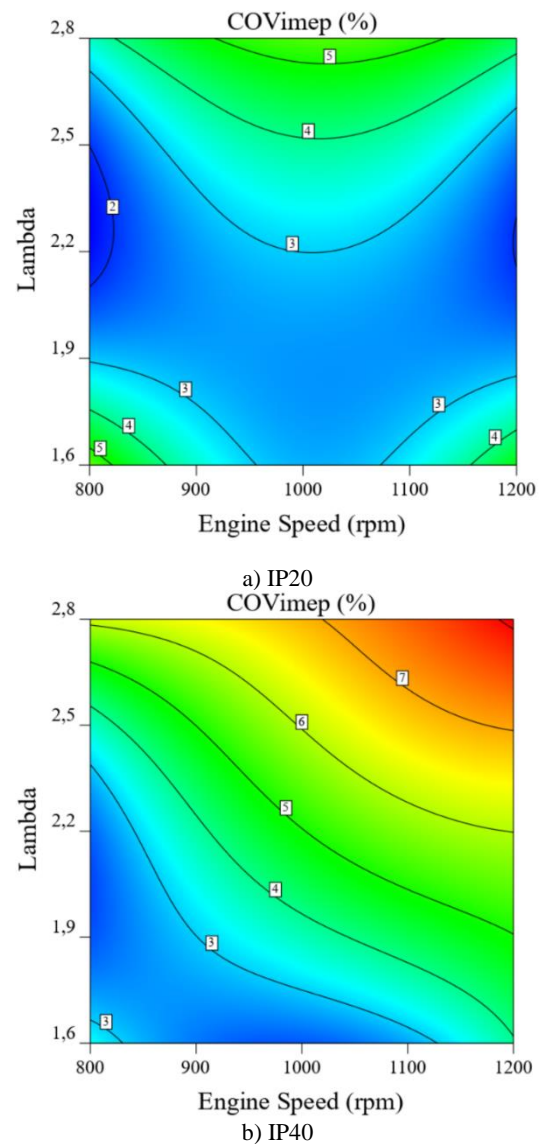 COVimep (%)
2,8
5
4
2,5
2
3
2,2
Lambda
1,9
3
3
4
4
5
1,6
800 900 1000 1100 1200
Engine Speed (rpm)
a) IP20
COVimep (%)
2,8
7
6
2,5
5
2,2
Lambda
4
3
1,9
3
1,6
800 900 1000 1100 1200
Engine Speed (rpm)
b) IP40